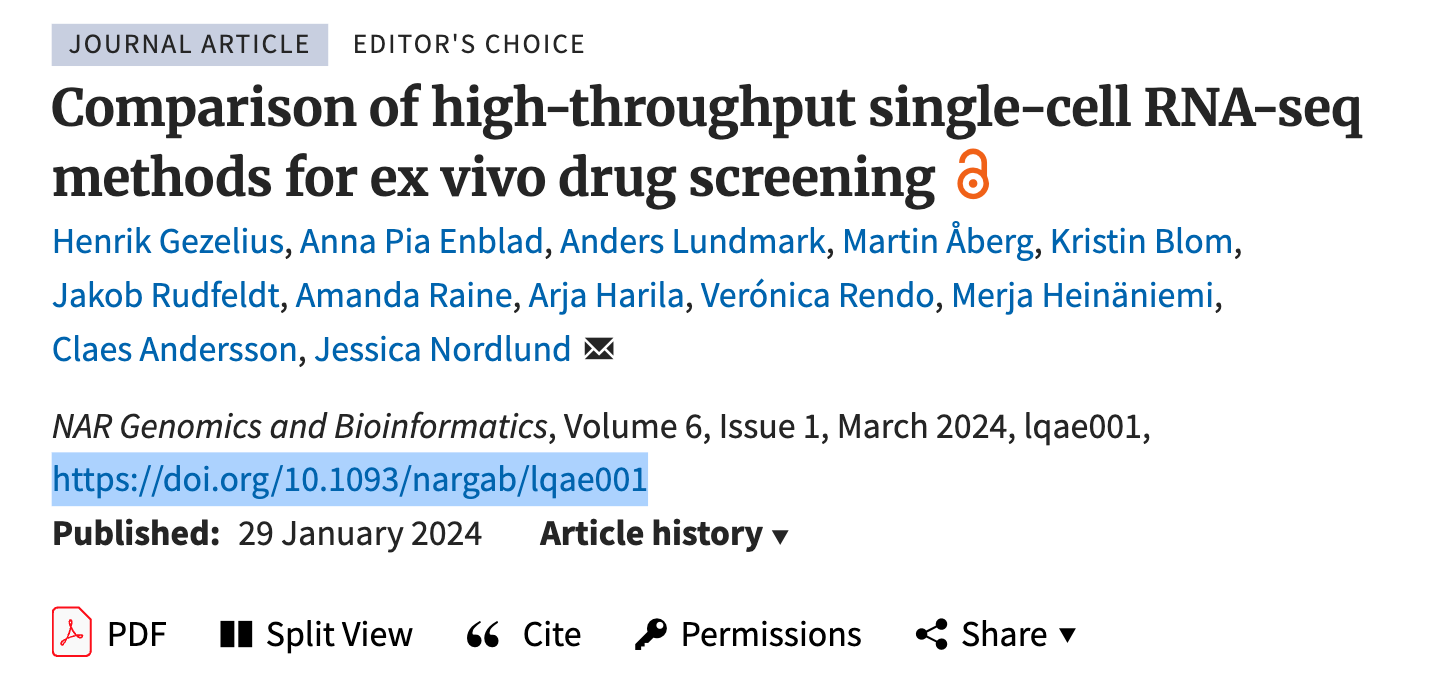 JOURNAL ARTICLE EDITOR'S CHOICE
Comparison of high-throughput single-cell RNA-seq
methods for ex vivo drug screening
Henrik Gezelius, Anna Pia Enblad, Anders Lundmark, Martin Åberg, Kristin Blom,
Jakob Rudfeldt, Amanda Raine, Arja Harila, Verónica Rendo, Merja Heinäniemi,
Claes Andersson, Jessica Nordlund
NAR Genomics and Bioinformatics, Volume 6, Issue 1, March 2024, lqae001,
https://doi.org/10.1093/nargab/lqae001
Published: 29 January 2024 Article history ▼
PDF Split View Cite Permissions Share ▼